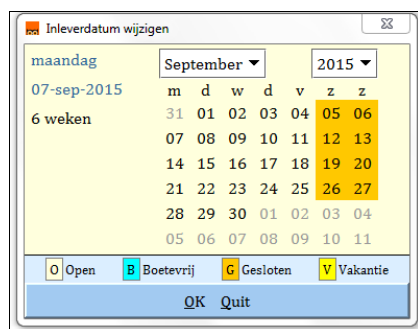 Inleverdatum wijzigen
maandag September 2015
07-sep-2015 m d w d v z z
31 01 02 03 04 05 06
6 weken
07 08 09 10 11 12 13
14 15 16 17 18 19 20
21 22 23 24 25 26 27
28 29 30 01 02 03 04
05 06 07 08 09 10 11
O Open B Boetevrij G Gesloten V Vakantie
OK Quit